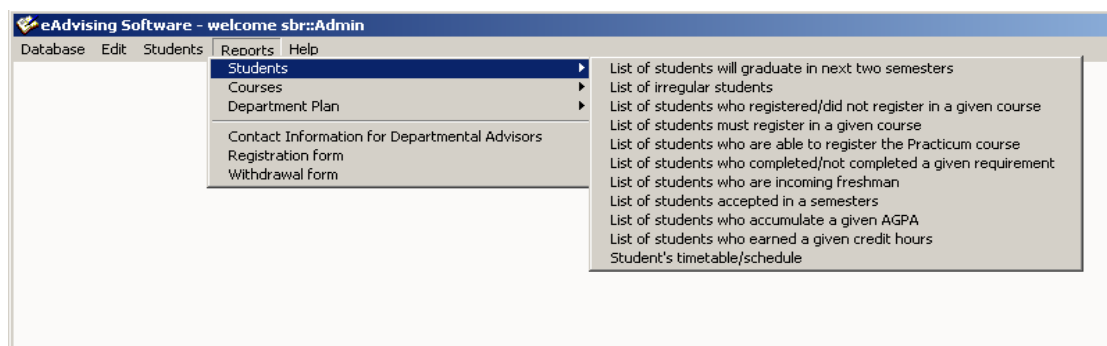 eAdvising Software - welcome sbr::Admin
Database Edit Students Reports Help
Students
Courses
Department Plan
Contact Information for Departmental Advisors
Registration form
Withdrawal form
List of students will graduate in next two semesters
List of irregular students
List of students who registered/did not register in a given course
List of students must register in a given course
List of students who are able to register the Practicum course
List of students who completed/not completed a given requirement
List of students who are incoming freshman
List of students accepted in a semesters
List of students who accumulate a given AGPA
List of students who earned a given credit hours
Student's timetable/schedule